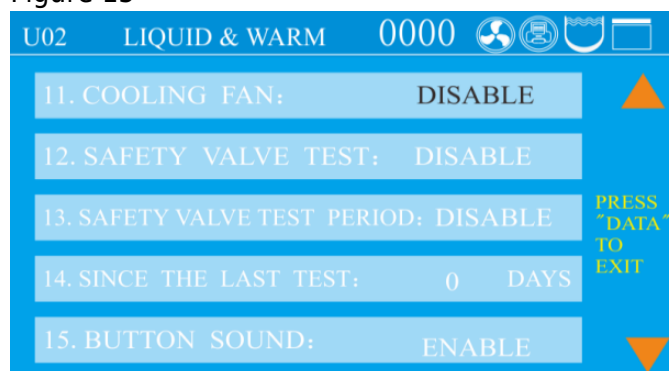 U02 LIQUID & WARM 0000
11. COOLING FAN: DISABLE
12. SAFETY VALVE TEST: DISABLE
13. SAFETY VALVE TEST PERIOD: DISABLE
14. SINCE THE LAST TEST: 0 DAYS
15. BUTTON SOUND: ENABLE
PRESS
"DATA"
TO
EXIT